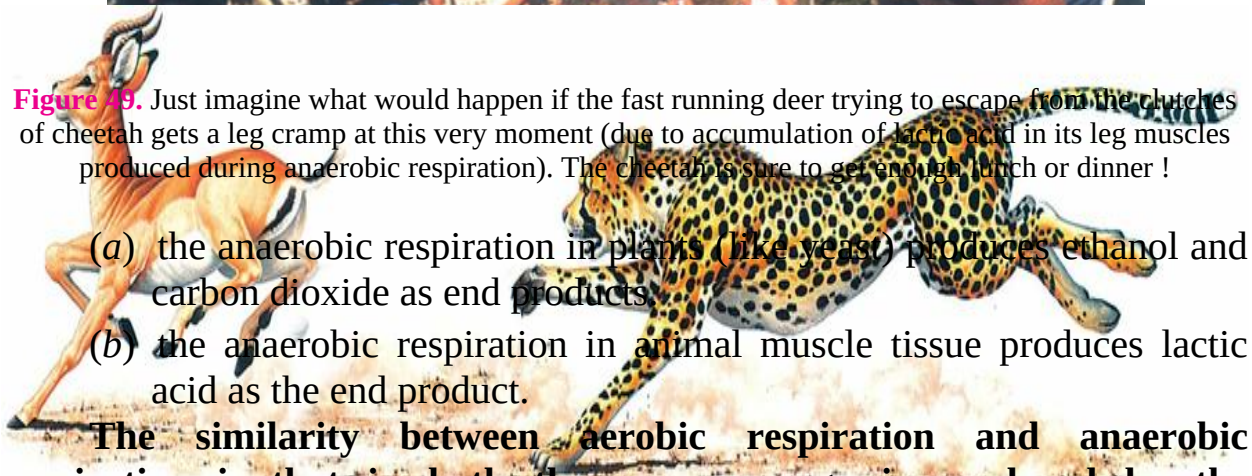 Figure 49. Just imagine what would happen if the fast running deer trying to escape from the clutches
of cheetah gets a leg cramp at this very moment (due to accumulation of lactic acid in its leg muscles
produced during anaerobic respiration). The cheetah is sure to get enough lunch or dinner !
(a) the anaerobic respiration in plants (like yeast) produces ethanol and
carbon dioxide as end products.
(b) the anaerobic respiration in animal muscle tissue produces lactic
acid as the end product.
The similarity between aerobic respiration and anaerobic